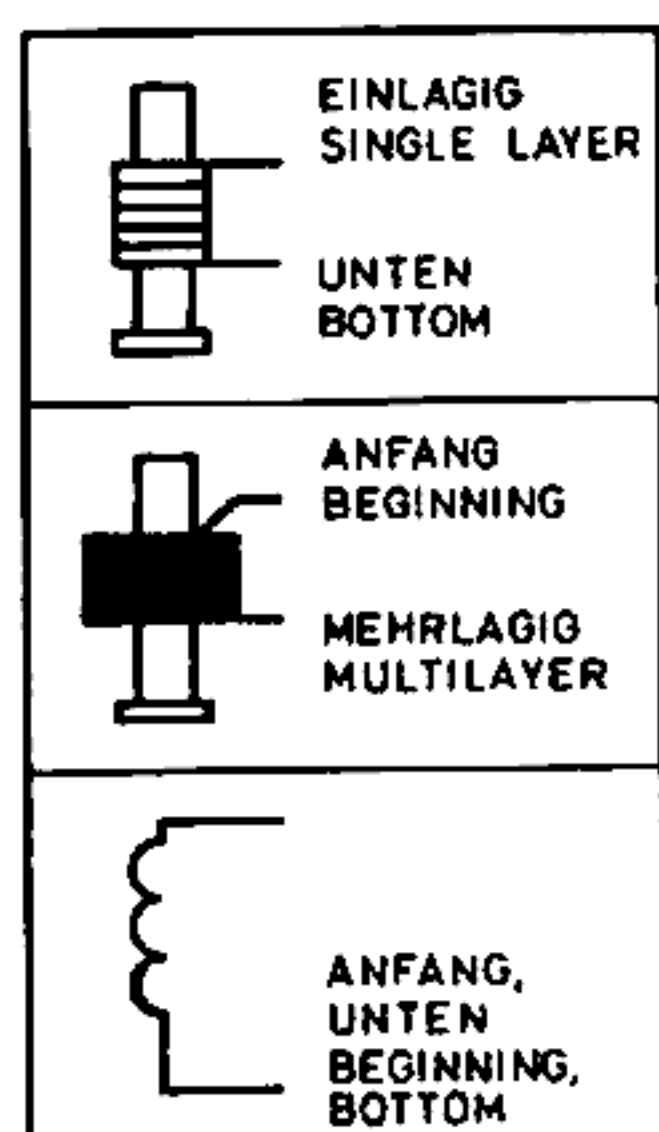 EINLAGIG
SINGLE LAYER
UNTEN
BOTTOM
ANFANG
BEGINNING
MEHRLAGIG
MULTILAYER
ANFANG,
UNTEN
BEGINNING,
BOTTOM